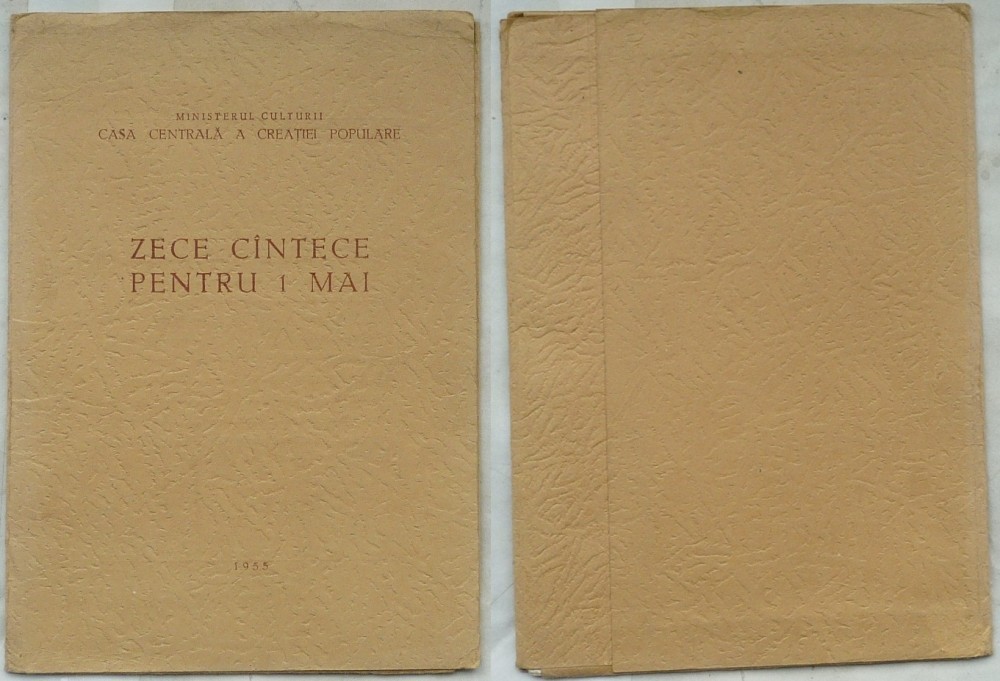 MINISTERUL CULTURII
CASA CENTRALĂ A CREAȚIEI POPULARE
ZECE CÎNTECE
PENTRU 1 MAI
1955